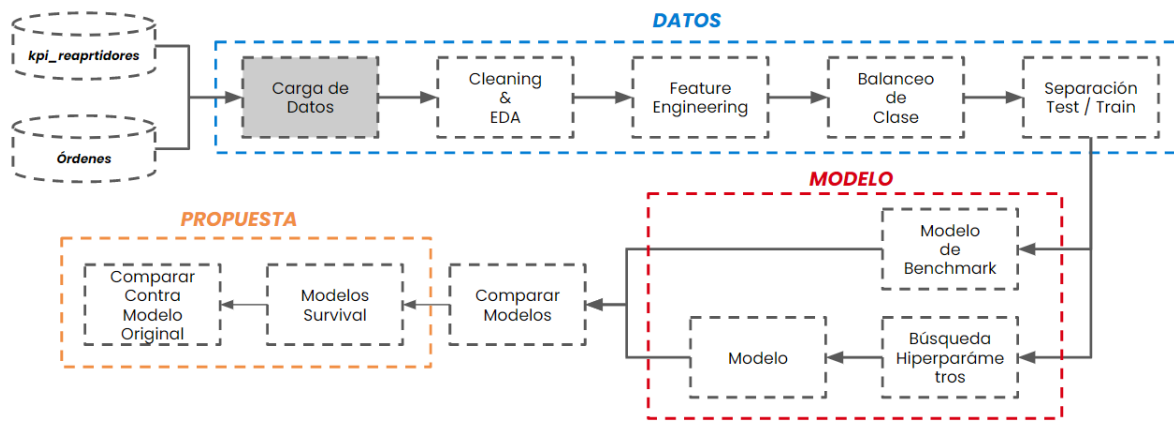 DATOS
kpi_reaprtidores
Órdenes
Carga de
Datos
Cleaning
&
EDA
Feature
Engineering
Balanceo
de
Clase
Separación
Test / Train
MODELO
Modelo
de
Benchmark
Búsqueda
Hiperparáme
tros
Modelo
Comparar
Modelos
PROPUESTA
Modelos
Survival
Comparar
Contra
Modelo
Original